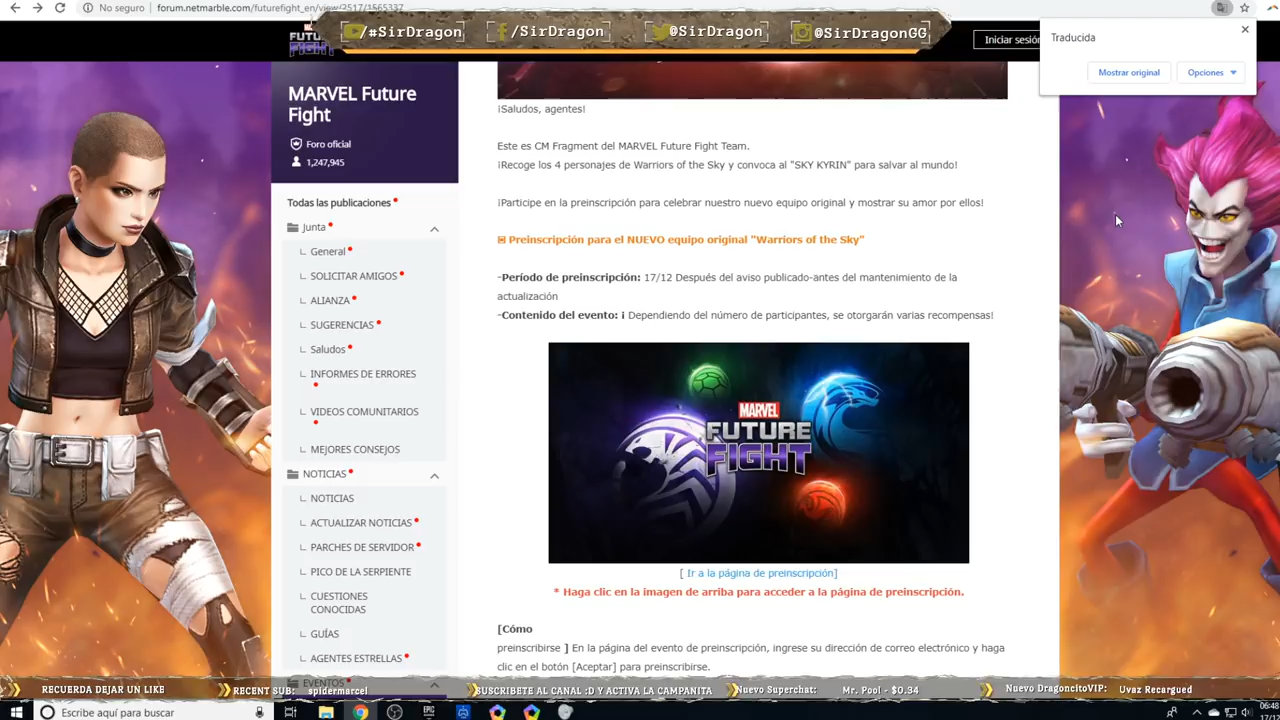 No seguro
forum.netmarble.com/futurefight_en/view/2517/1565337
/#SirDragon
/SirDragon
@SirDragon
@SirDragonGG
Iniciar sesión
Traducida
Mostrar original
Opciones
MARVEL Future
Fight
Foro oficial
1,247,945
Todas las publicaciones
Junta
General
SOLICITAR AMIGOS
ALIANZA
SUGERENCIAS
Saludos
INFORMES DE ERRORES
VIDEOS COMUNITARIOS
MEJORES CONSEJOS
NOTICIAS
NOTICIAS
ACTUALIZAR NOTICIAS
PARCHES DE SERVIDOR
PICO DE LA SERPIENTE
CUESTIONES
CONOCIDAS
GUÍAS
AGENTES ESTRELLAS
EVENTOS
¡Saludos, agentes!
Este es CM Fragment del MARVEL Future Fight Team.
¡Recoge los 4 personajes de Warriors of the Sky y convoca al "SKY KYRIN" para salvar al mundo!
¡Participe en la preinscripción para celebrar nuestro nuevo equipo original y mostrar su amor por ellos!
Preinscripción para el NUEVO equipo original "Warriors of the Sky"
-Período de preinscripción: 17/12 Después del aviso publicado-antes del mantenimiento de la
actualización
-Contenido del evento: ¡ Dependiendo del número de participantes, se otorgarán varias recompensas!
MARVEL
FUTURE
FIGHT
[ Ir a la página de preinscripción]
* Haga clic en la imagen de arriba para acceder a la página de preinscripción.
[Cómo
preinscribirse ] En la página del evento de preinscripción, ingrese su dirección de correo electrónico y haga
clic en el botón [Aceptar] para preinscribirse.
RECUERDA DEJAR UN LIKE
RECENT SUB: spidermarcel
SUSCRIBETE AL CANAL :D Y ACTIVA LA CAMPANITA
Nuevo Superchat: Mr. Pool - $0.34
Nuevo DragoncitoVIP: Uvaz Recargued
Escribe aquí para buscar
06:48